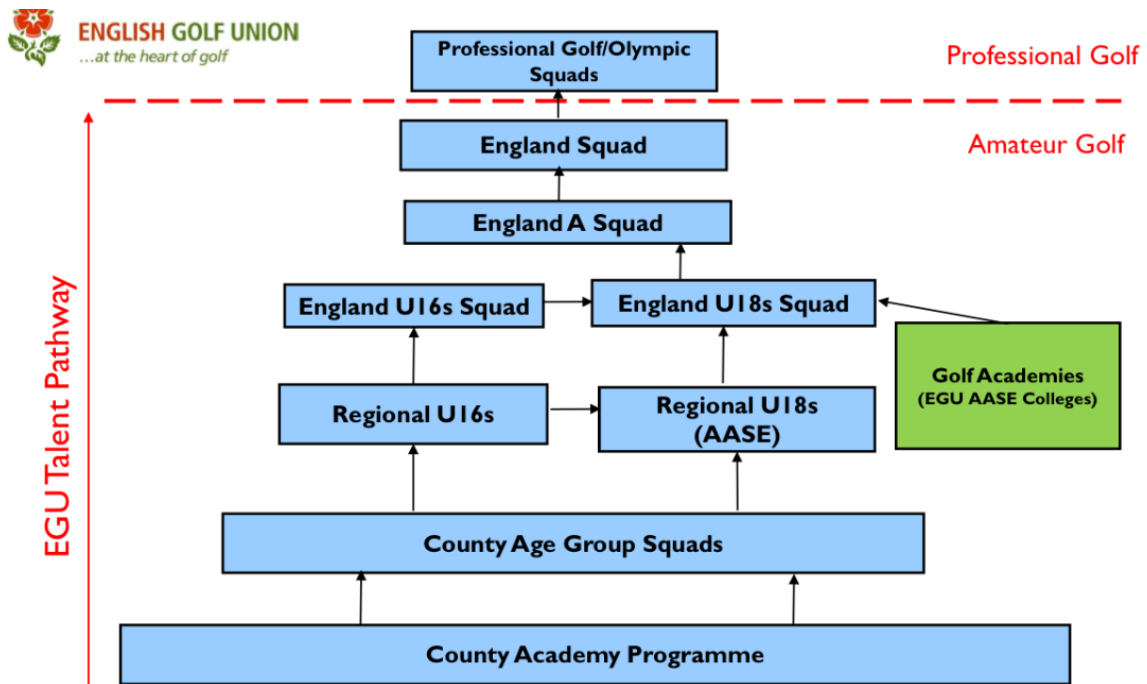 ENGLISH GOLF UNION
...at the heart of golf
Professional Golf/Olympic
Squads
Professional Golf
England Squad
Amateur Golf
England A Squad
England U16s Squad
England U18s Squad
Golf Academies
(EGU AASE Colleges)
Regional U16s
Regional U18s
(AASE)
County Age Group Squads
County Academy Programme
EGU Talent Pathway